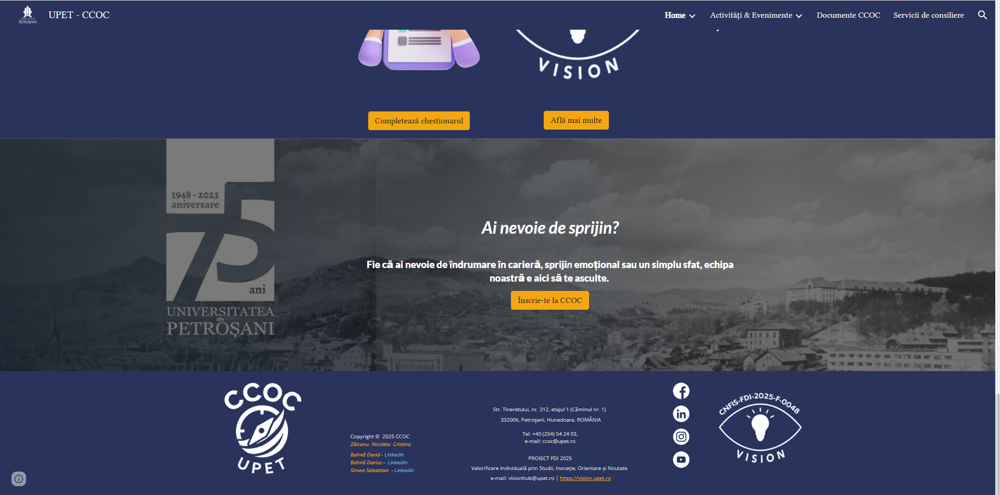 UNIVERSITATEA DIN
PETROȘANI
UPET - CCOC
Home
Activități & Evenimente
Documente CCOC
Servicii de consiliere
VISION
Completează chestionarul
Află mai multe
1948 - 2023
aniversare
75
ani
UNIVERSITATEA
din
PETROȘANI
Ai nevoie de sprijin?
Fie că ai nevoie de îndrumare în carieră, sprijin emoțional sau un simplu sfat, echipa
noastră e aici să te asculte.
Înscrie-te la CCOC
CCOC
UPET
Copyright © 2025 CCOC
Zăicanu Nicoleta Cristina
Bahnă David - LinkedIn
Bahnă Darius - LinkedIn
Simon Sebastian - LinkedIn
Str. Tineretului, nr. 312, etajul 1 (Căminul nr. 1)
332006, Petroşani, Hunedoara, ROMÂNIA
Tel: +40 (254) 54 24 03,
e-mail: ccoc@upet.ro
PROIECT FDI 2025
Valorificare Individuală prin Studii, Inovație, Orientare și Noutate
e-mail: visionhub@upet.ro | https://vision.upet.ro
CNFIS-FDI-2025-F-0048
VISION